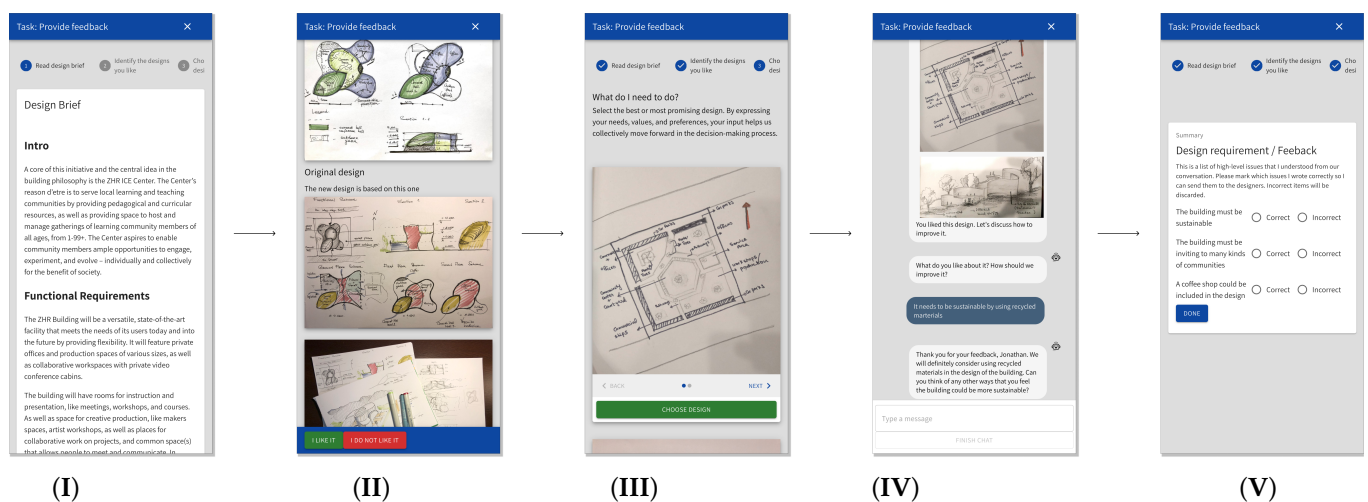 Task: Provide feedback
1 Read design brief
2 Identify the designs
you like
3 Cho
desi
Design Brief
Intro
A core of this initiative and the central idea in the
building philosophy is the ZHR ICE Center. The Center's
reason d'etre is to serve local learning and teaching
communities by providing pedagogical and curricular
resources, as well as providing space to host and
manage gatherings of learning community members of
all ages, from 1-99+. The Center aspires to enable
community members ample opportunities to engage,
experiment, and evolve – individually and collectively
for the benefit of society.
Functional Requirements
The ZHR Building will be a versatile, state-of-the-art
facility that meets the needs of its users today and into
the future by providing flexibility. It will feature private
offices and production spaces of various sizes, as well
as collaborative workspaces with private video
conference cabins.
The building will have rooms for instruction and
presentation, like meetings, workshops, and courses.
As well as space for creative production, like makers
spaces, artist workshops, as well as places for
collaborative work on projects, and common space(s)
that allows people to meet and communicate. In
(I)
Task: Provide feedback
Original design
The new design is based on this one
I LIKE IT
I DO NOT LIKE IT
(II)
Task: Provide feedback
Read design brief
Identify the designs
you like
3 Cho
desi
What do I need to do?
Select the best or most promising design. By expressing
your needs, values, and preferences, your input helps us
collectively move forward in the decision-making process.
BACK
NEXT
CHOOSE DESIGN
(III)
Task: Provide feedback
You liked this design. Let's discuss how to
improve it.
What do you like about it? How should we
improve it?
It needs to be sustainable by using recycled
marterials
Thank you for your feedback, Jonathan. We
will definitely consider using recycled
materials in the design of the building. Can
you think of any other ways that you feel
the building could be more sustainable?
Type a message
FINISH CHAT
(IV)
Task: Provide feedback
Read design brief
Identify the designs
you like
Cho
desi
Summary
Design requirement / Feeback
This is a list of high-level issues that I understood from our
conversation. Please mark which issues I wrote correctly so I
can send them to the designers. Incorrect items will be
discarded.
The building must be
sustainable
Correct
Incorrect
The building must be
inviting to many kinds
of communities
Correct
Incorrect
A coffee shop could be
included in the design
Correct
Incorrect
DONE
(V)